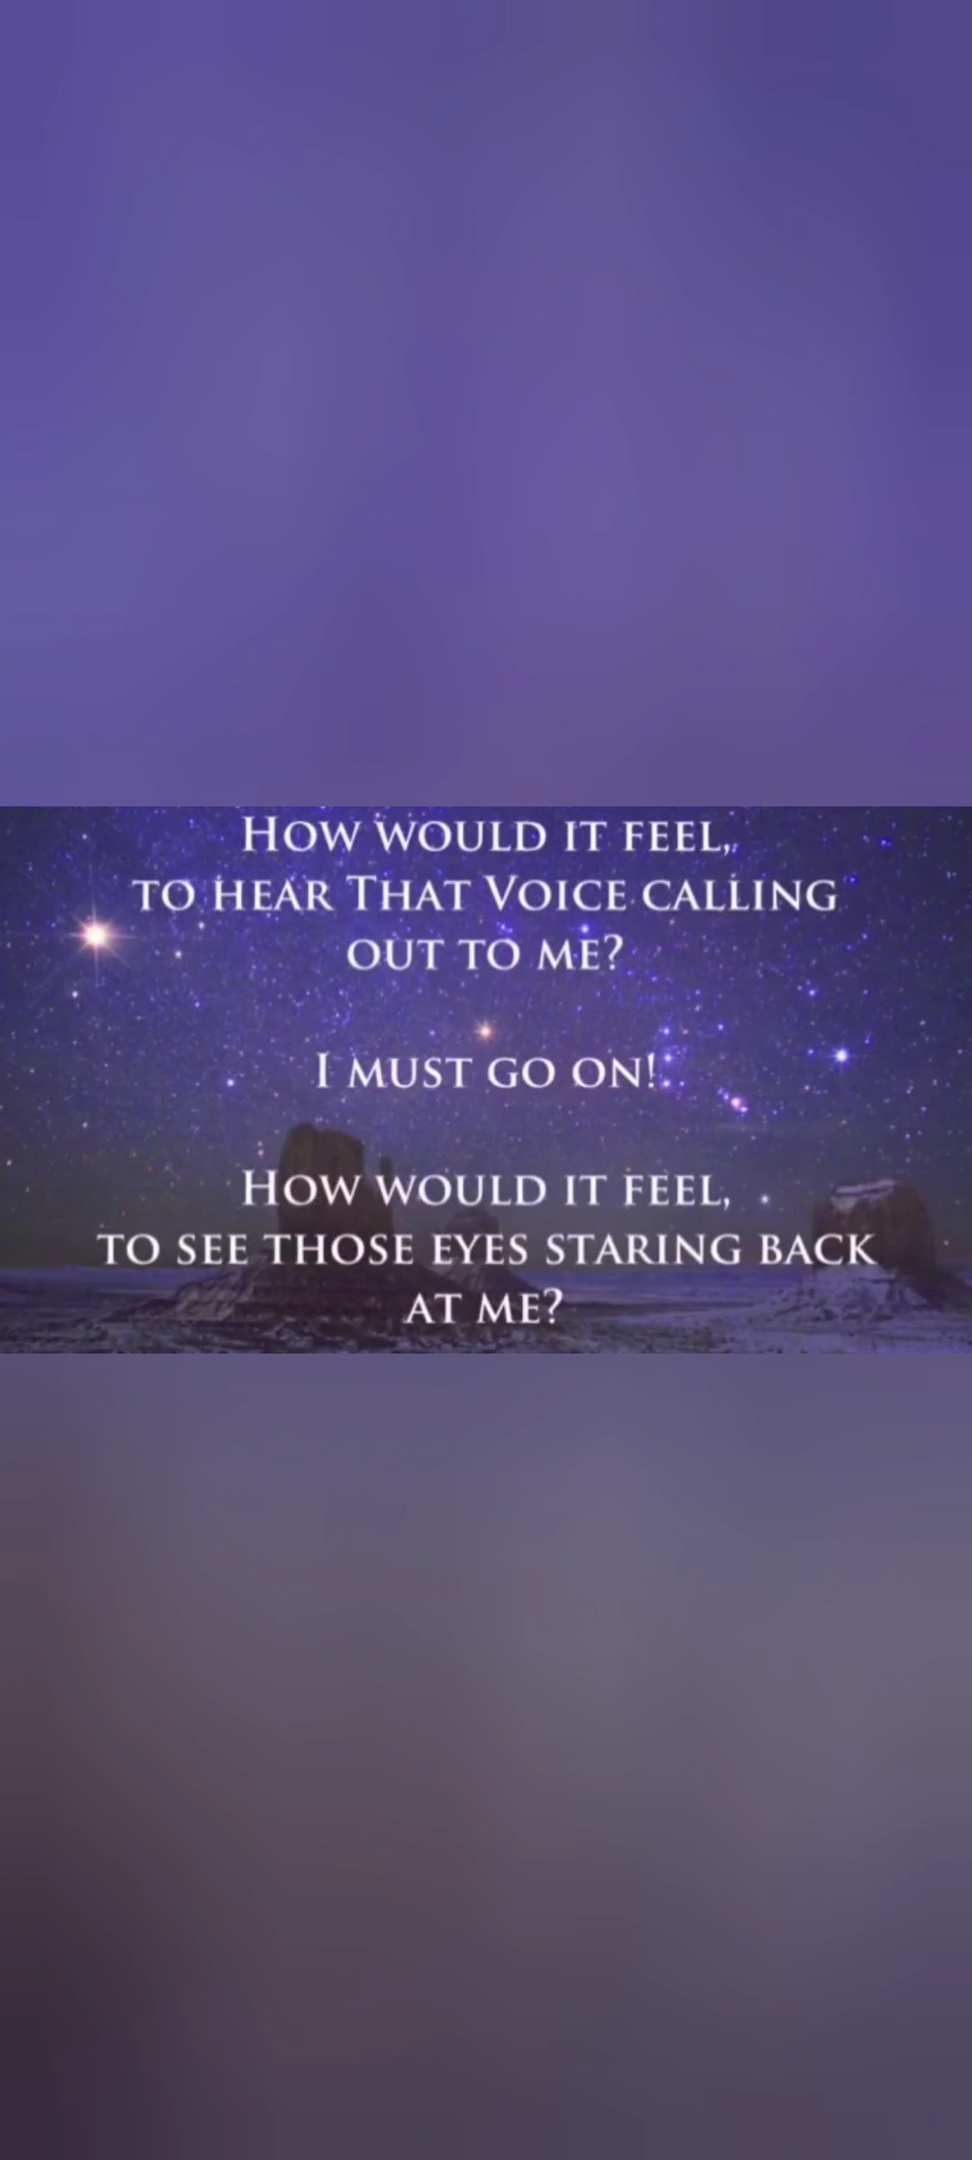 How would it feel,
to hear That Voice calling
out to me?
I must go on!
How would it feel,
to see those eyes staring back
at me?